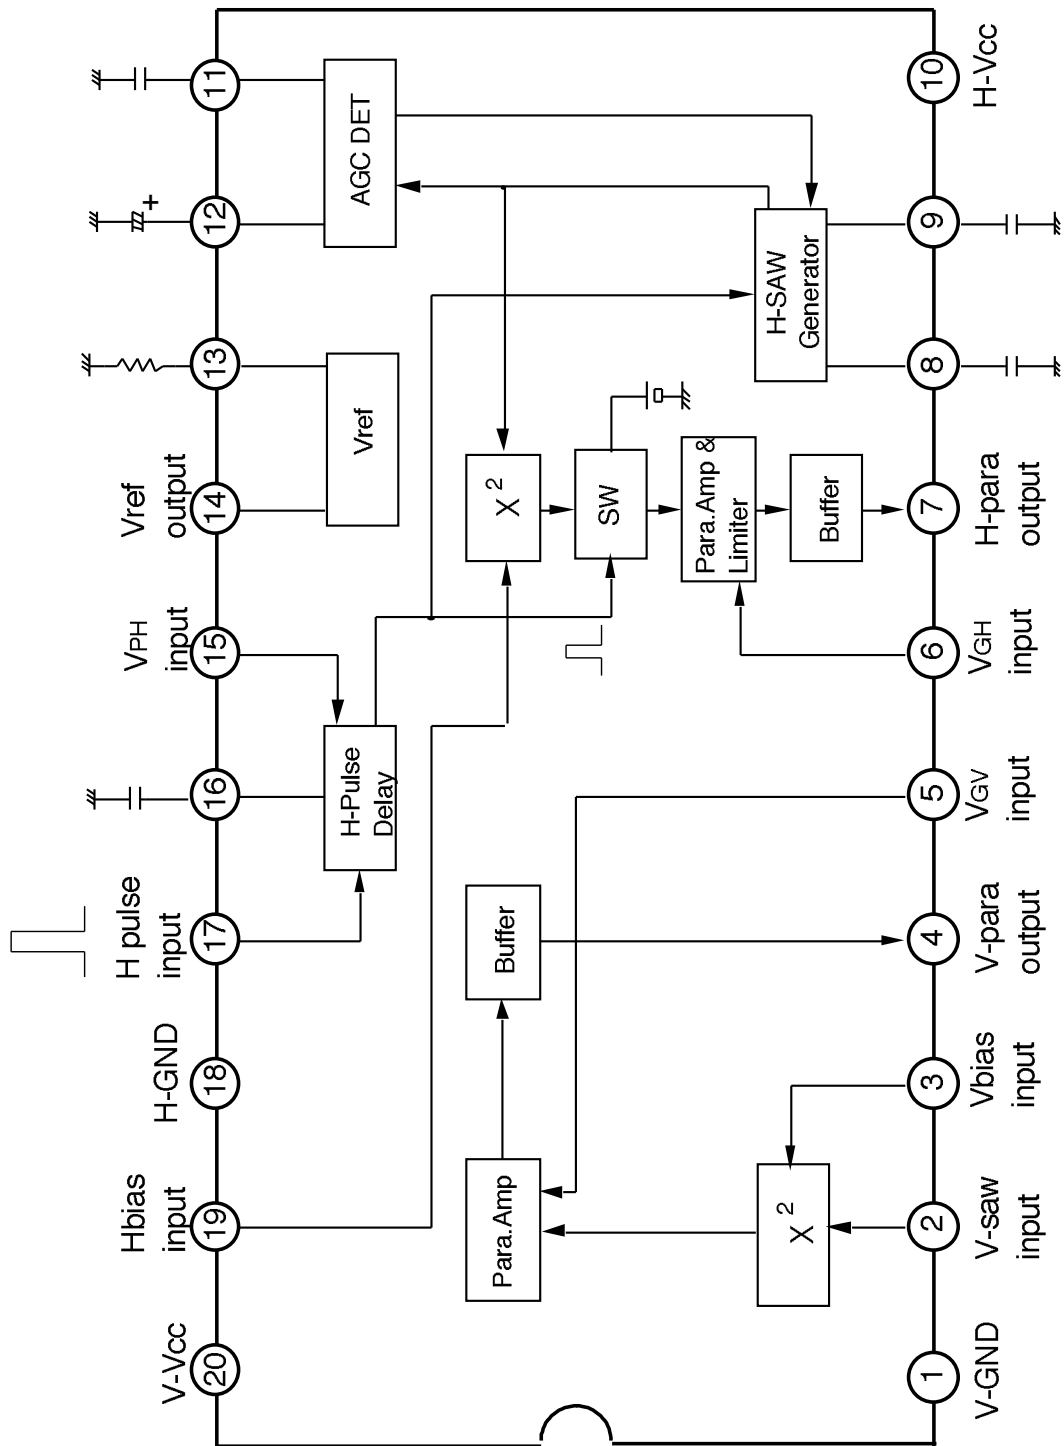 V-Vcc
Hbias
input
H-GND
H pulse
input
VPH
input
Vref
output
20
19
18
17
16
15
14
13
12
11
+
H-Pulse
Delay
Vref
AGC DET
Para.Amp
Buffer
X 2
SW
X 2
Para.Amp &
Limiter
Buffer
H-SAW
Generator
1
2
3
4
5
6
7
8
9
10
V-GND
V-saw
input
Vbias
input
V-para
output
VGV
input
VGH
input
H-para
output
H-Vcc